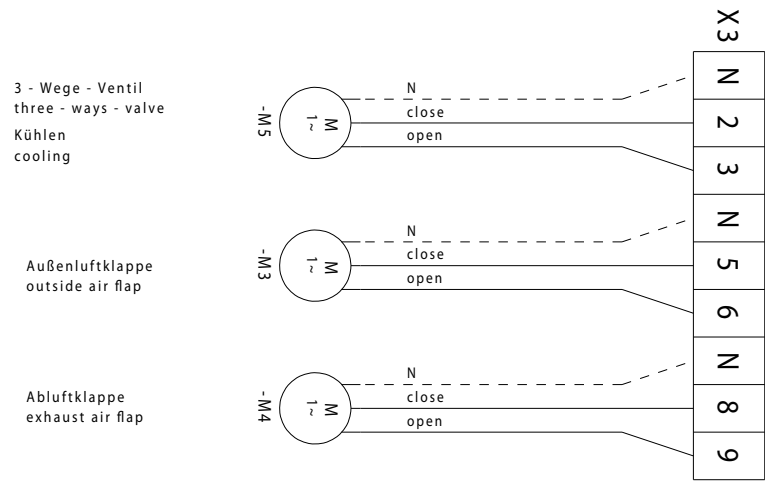 X3
3 - Wege - Ventil
three - ways - valve
Kühlen
cooling
-M5
M
1~
N
close
open
N
2
3
Außenluftklappe
outside air flap
-M3
M
1~
N
close
open
N
5
6
Abluftklappe
exhaust air flap
-M4
M
1~
N
close
open
N
8
9